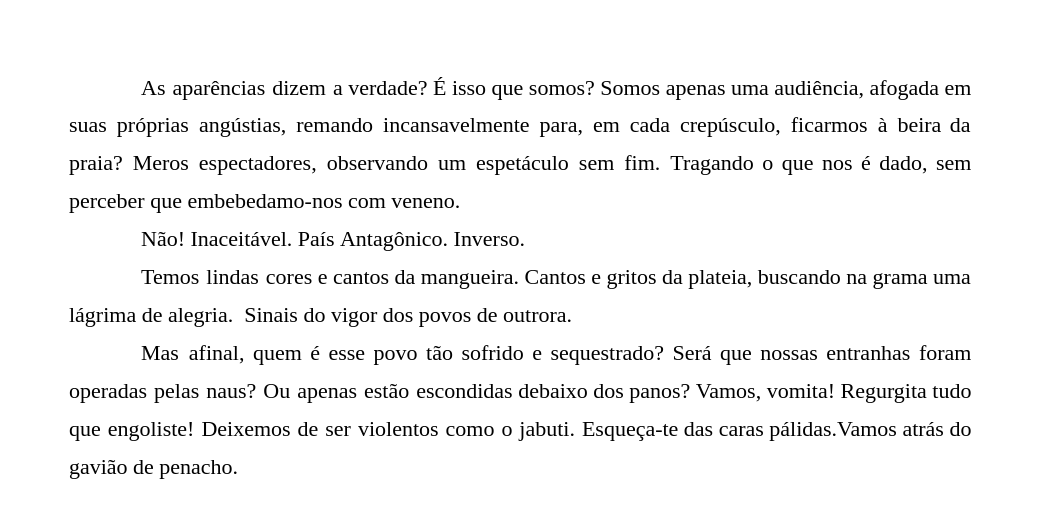 As aparências dizem a verdade? É isso que somos? Somos apenas uma audiência, afogada em
suas próprias angústias, remando incansavelmente para, em cada crepúsculo, ficarmos à beira da
praia? Meros espectadores, observando um espetáculo sem fim. Tragando o que nos é dado, sem
perceber que embebedamo-nos com veneno.
Não! Inaceitável. País Antagônico. Inverso.
Temos lindas cores e cantos da mangueira. Cantos e gritos da plateia, buscando na grama uma
lágrima de alegria.  Sinais do vigor dos povos de outrora.
Mas afinal, quem é esse povo tão sofrido e sequestrado? Será que nossas entranhas foram
operadas pelas naus? Ou apenas estão escondidas debaixo dos panos? Vamos, vomita! Regurgita tudo
que engoliste! Deixemos de ser violentos como o jabuti. Esqueça-te das caras pálidas.Vamos atrás do
gavião de penacho.